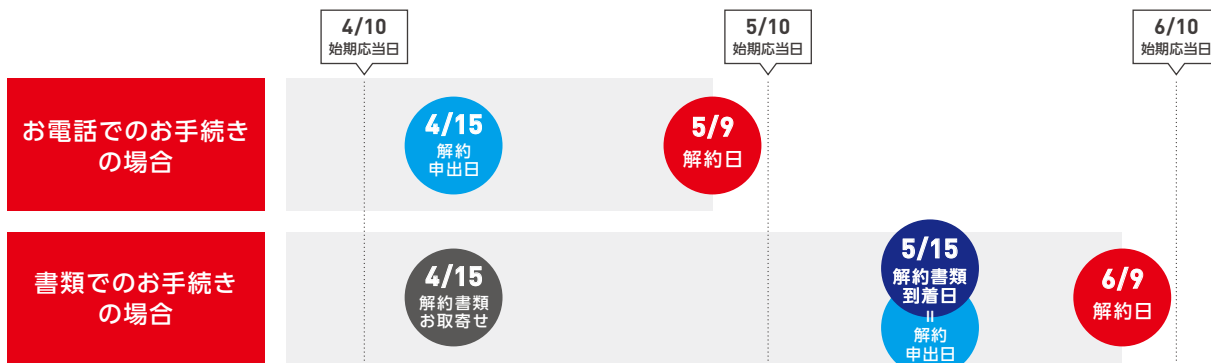 4/10
始期応当日
5/10
始期応当日
6/10
始期応当日
お電話でのお手続き
の場合
4/15
解約
申出日
5/9
解約日
書類でのお手続き
の場合
4/15
解約書類
お取寄せ
5/15
解約書類
到着日
=
解約
申出日
6/9
解約日